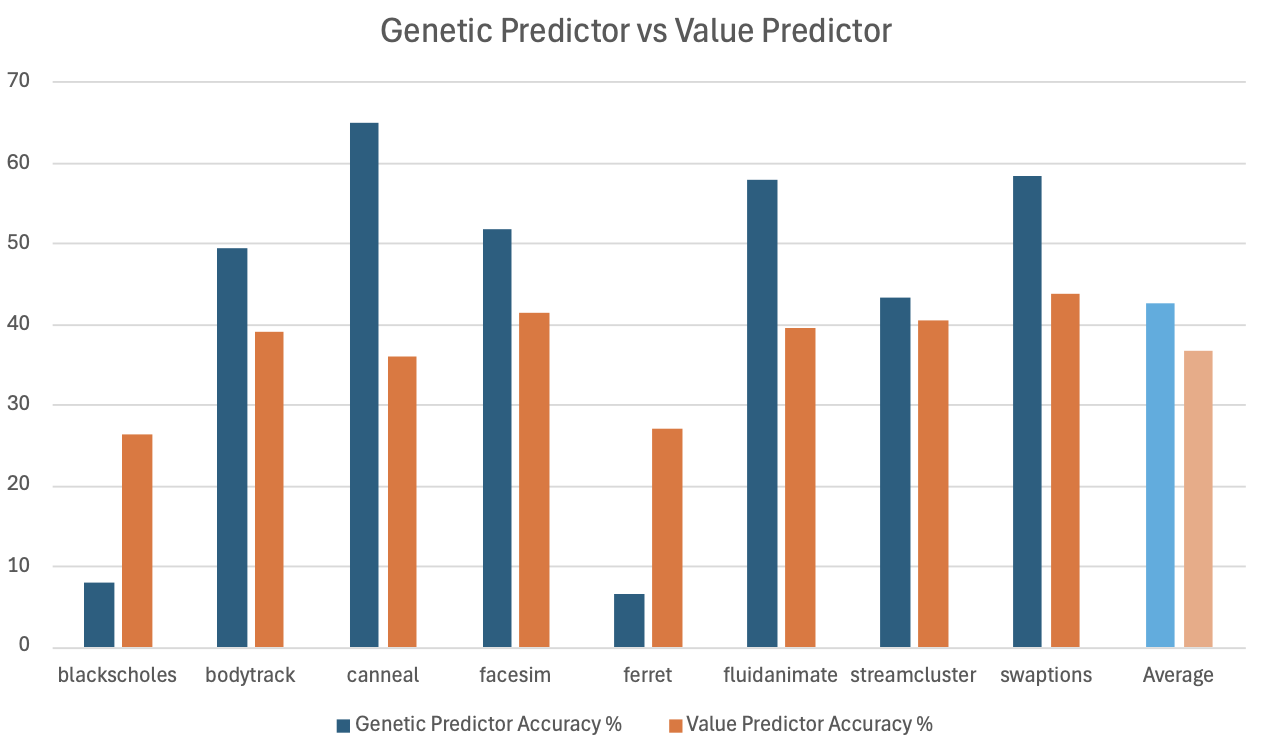 Genetic Predictor vs Value Predictor
70
60
50
40
30
20
10
0
blackscholes bodytrack canneal facesim ferret fluidanimate streamcluster swaptions Average
Genetic Predictor Accuracy % Value Predictor Accuracy %